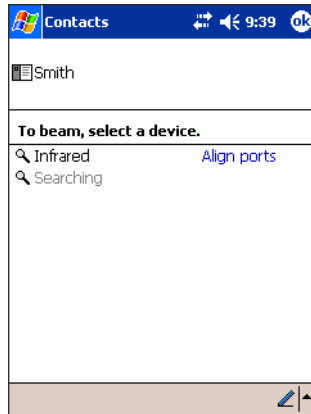 Contacts 9:39 ok
Smith
To beam, select a device.
Infrared Align ports
Searching